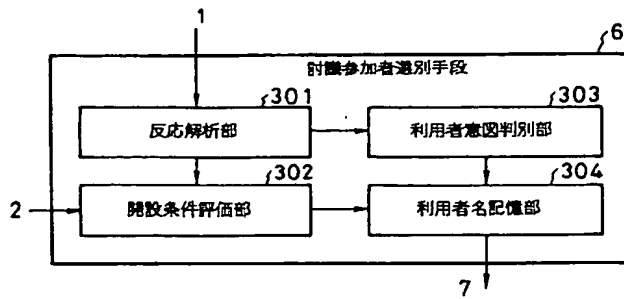 1
6
討議参加者選別手段
301
303
反応解析部
利用者意図判別部
302
304
2
開設条件評価部
利用者名記憶部
7